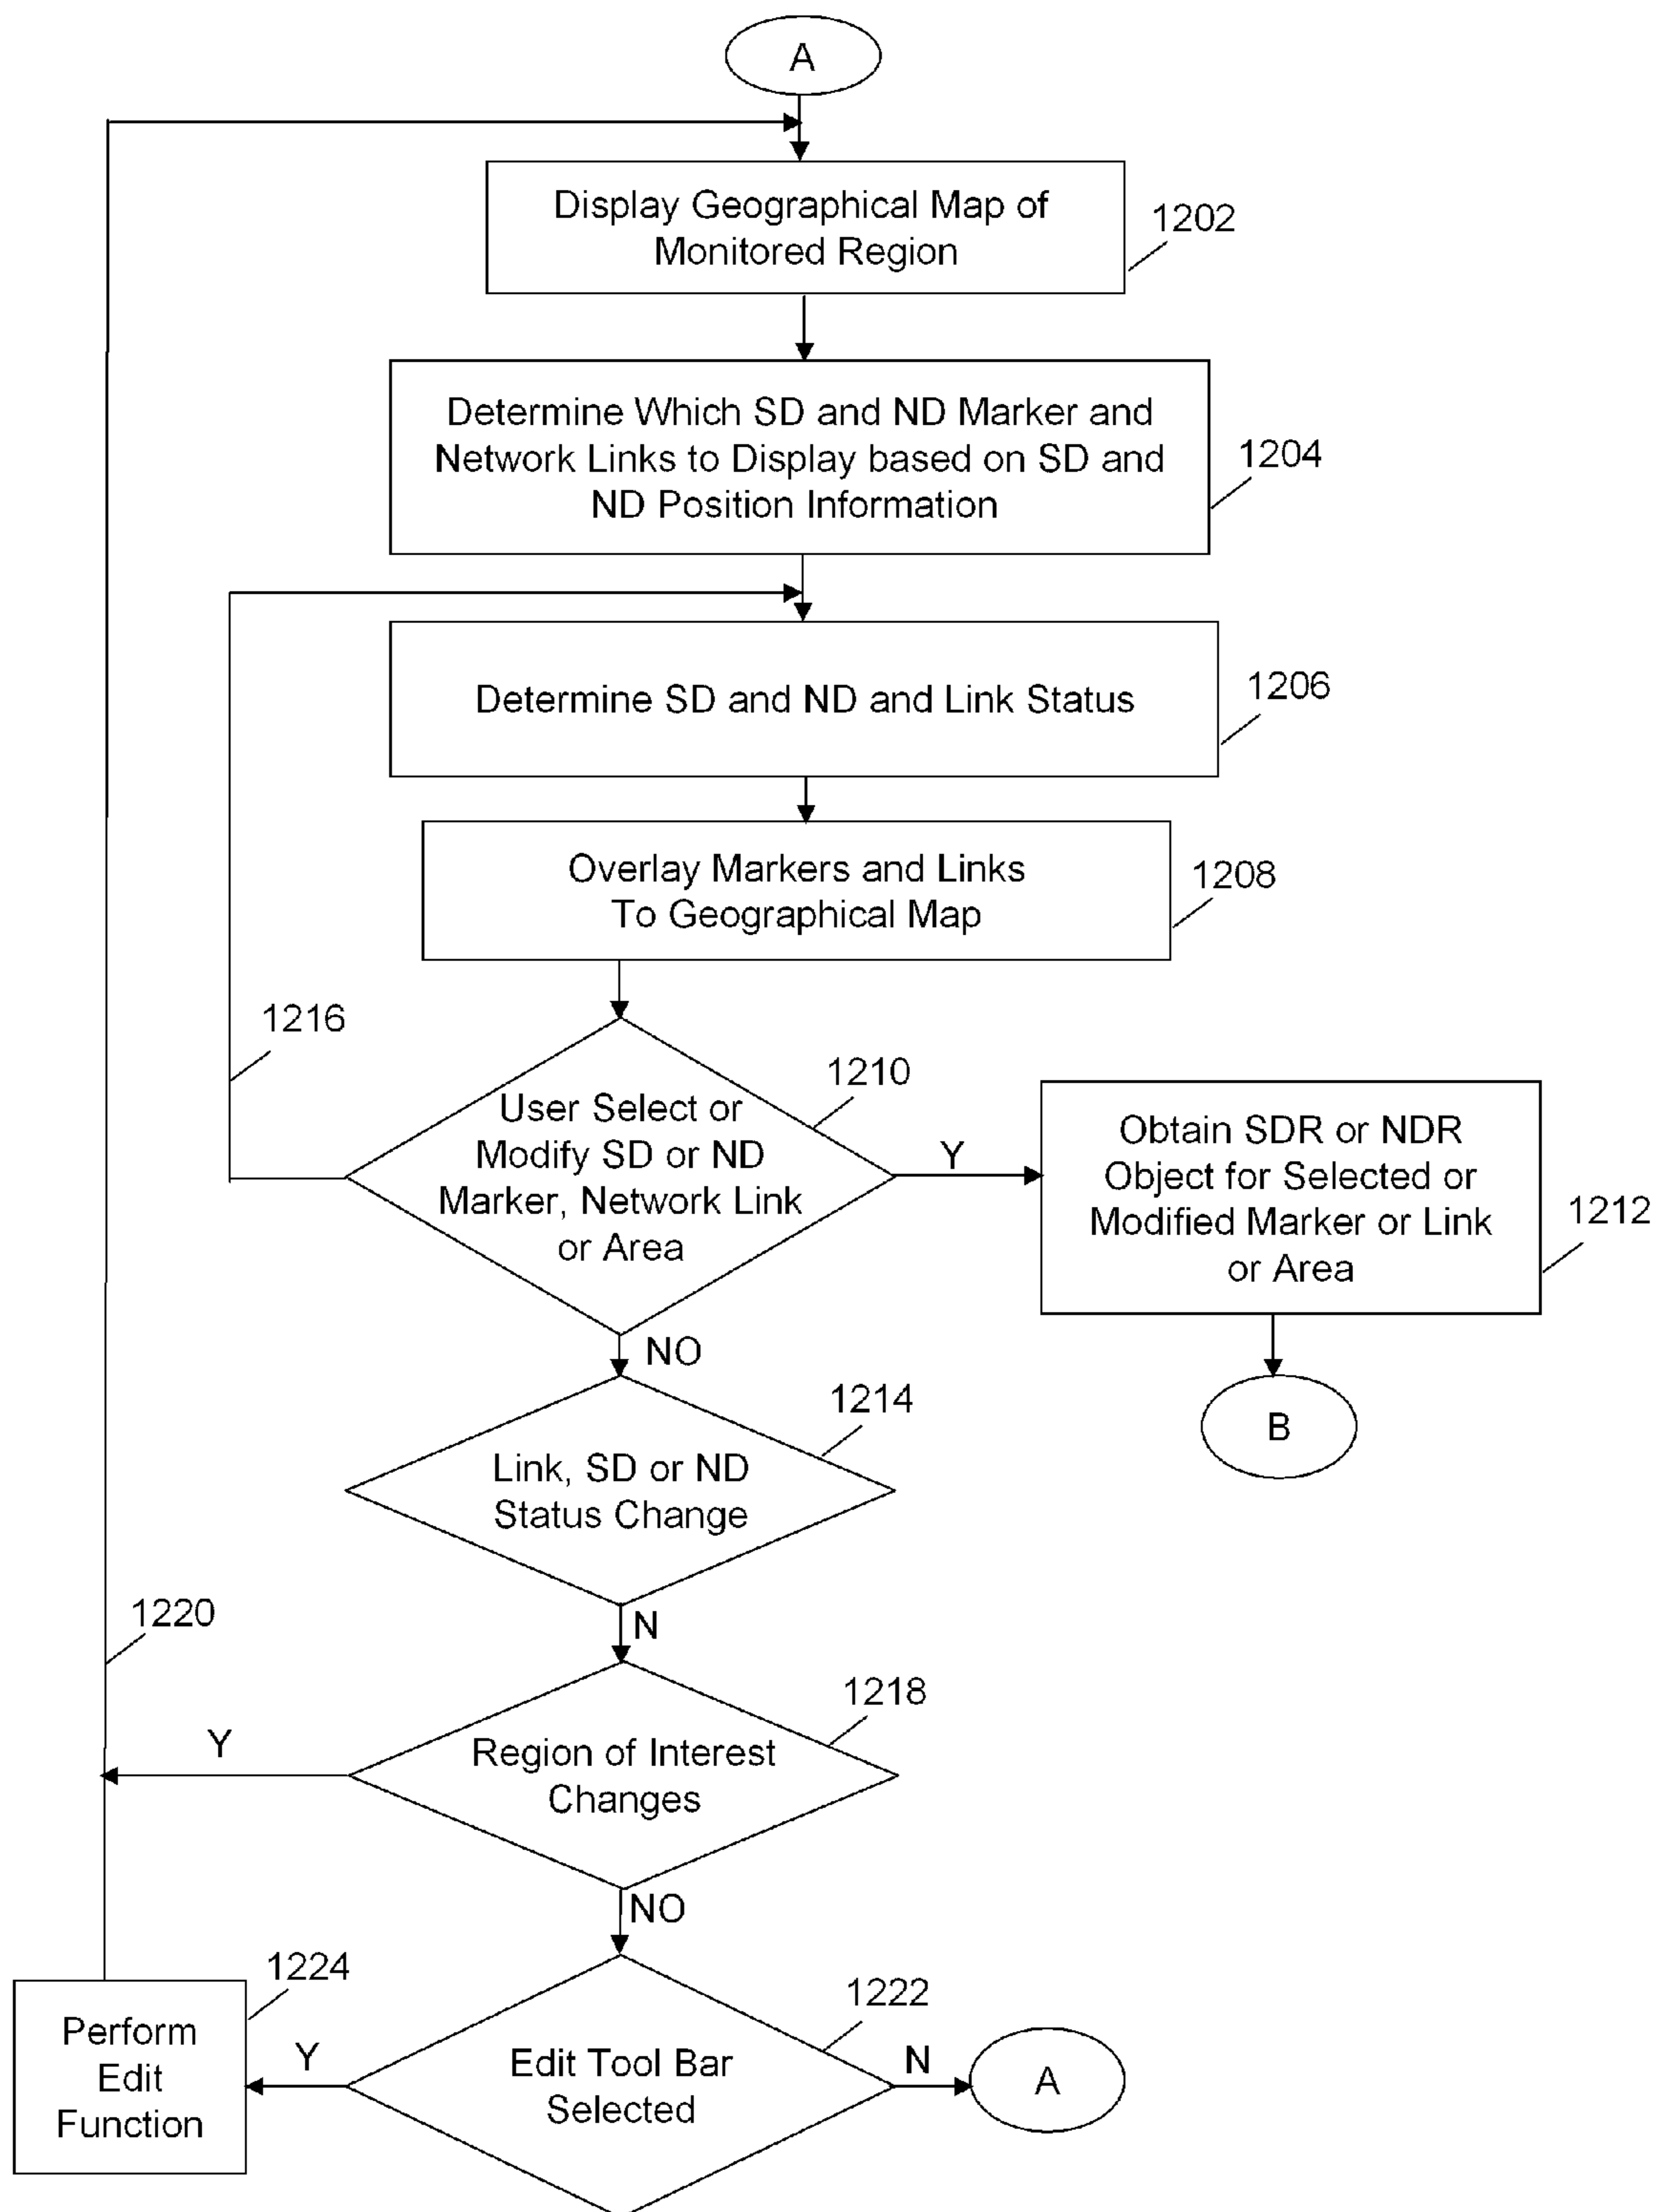 A
Display Geographical Map of
Monitored Region
1202
Determine Which SD and ND Marker and
Network Links to Display based on SD and
ND Position Information
1204
Determine SD and ND and Link Status
1206
Overlay Markers and Links
To Geographical Map
1208
1216
User Select or
Modify SD or ND
Marker, Network Link
or Area
1210
Y
Obtain SDR or NDR
Object for Selected or
Modified Marker or Link
or Area
1212
B
NO
Link, SD or ND
Status Change
1214
N
1220
Region of Interest
Changes
1218
Y
NO
Edit Tool Bar
Selected
1222
Y
N
A
Perform
Edit
Function
1224